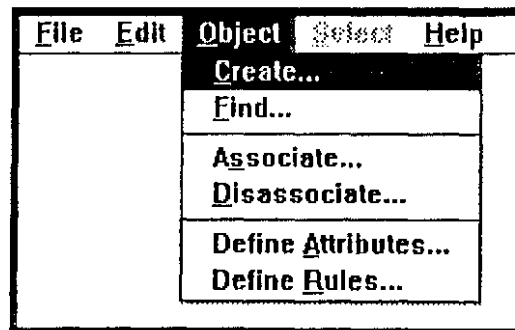 File Edit Object Select Help
Create...
Find...
Associate...
Disassociate...
Define Attributes...
Define Rules...